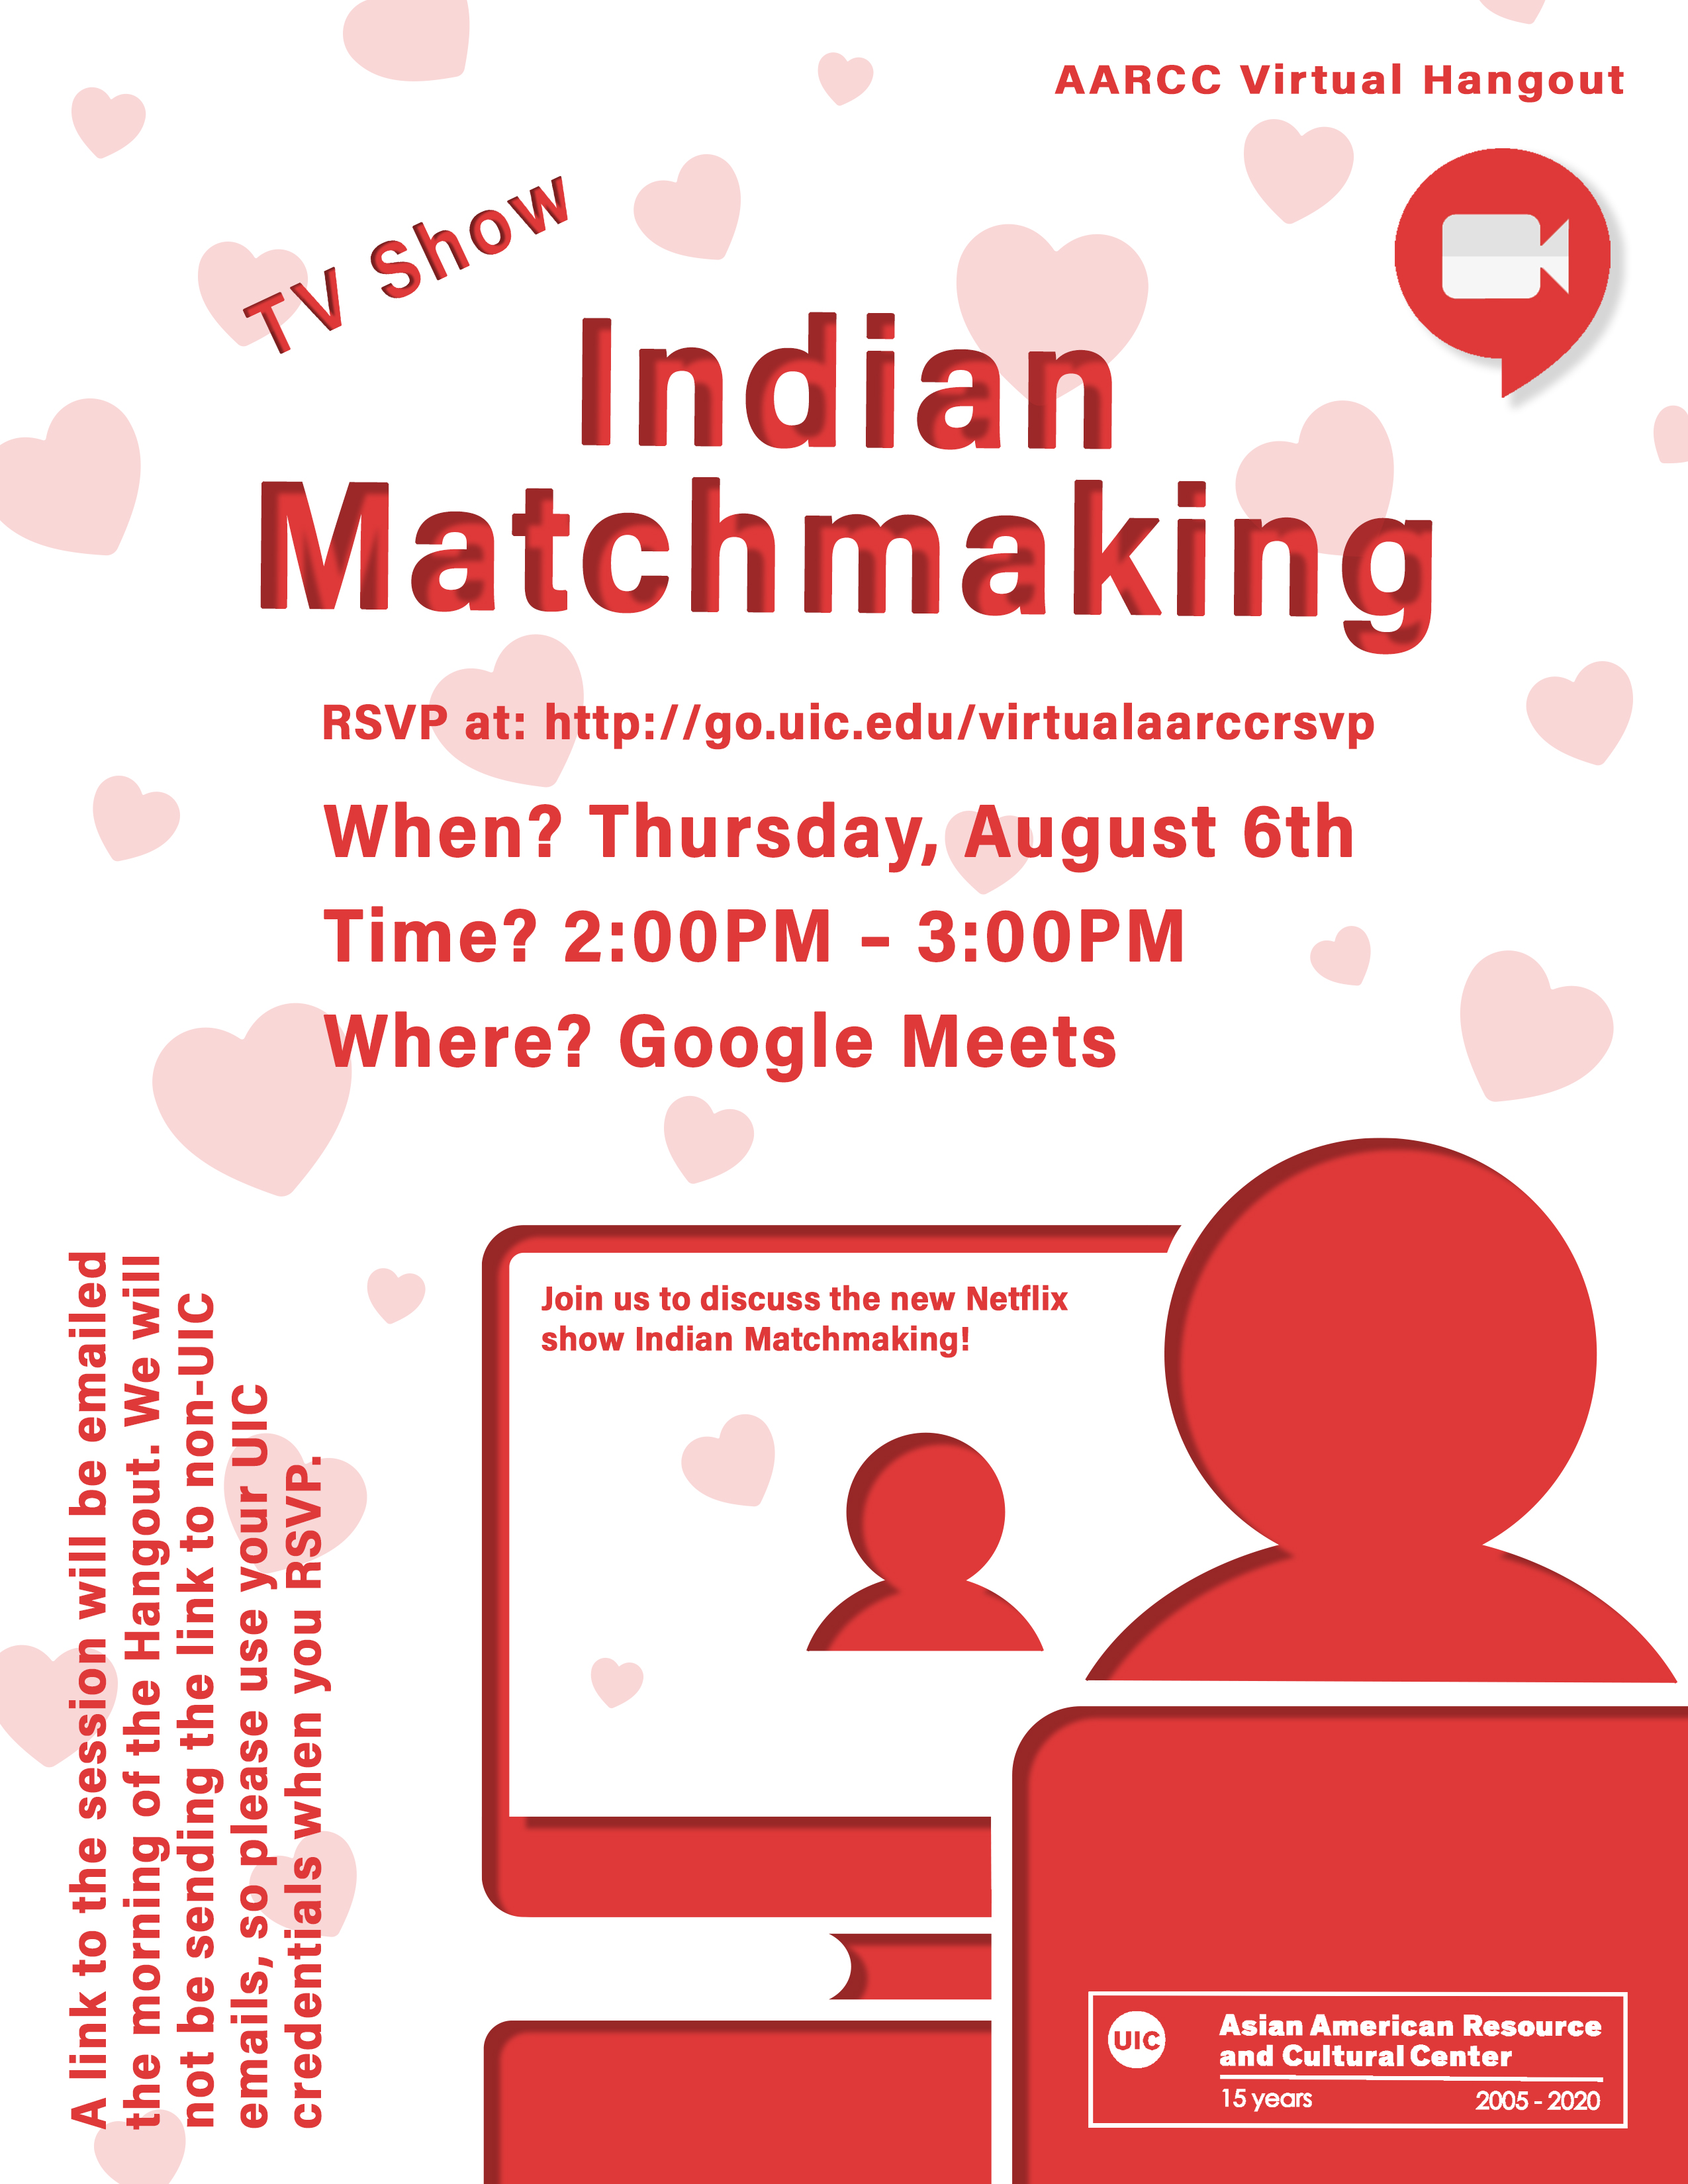 AARCC Virtual Hangout
TV Show
Indian
Matchmaking
RSVP at: http://go.uic.edu/virtualaarccrsvp
When? Thursday, August 6th
Time? 2:00PM – 3:00PM
Where? Google Meets
Join us to discuss the new Netflix
show Indian Matchmaking!
A link to the session will be emailed
the morning of the Hangout. We will
not be sending the link to non-UIC
emails, so please use your UIC
credentials when you RSVP.
UIC
Asian American Resource
and Cultural Center
15 years 2005 - 2020